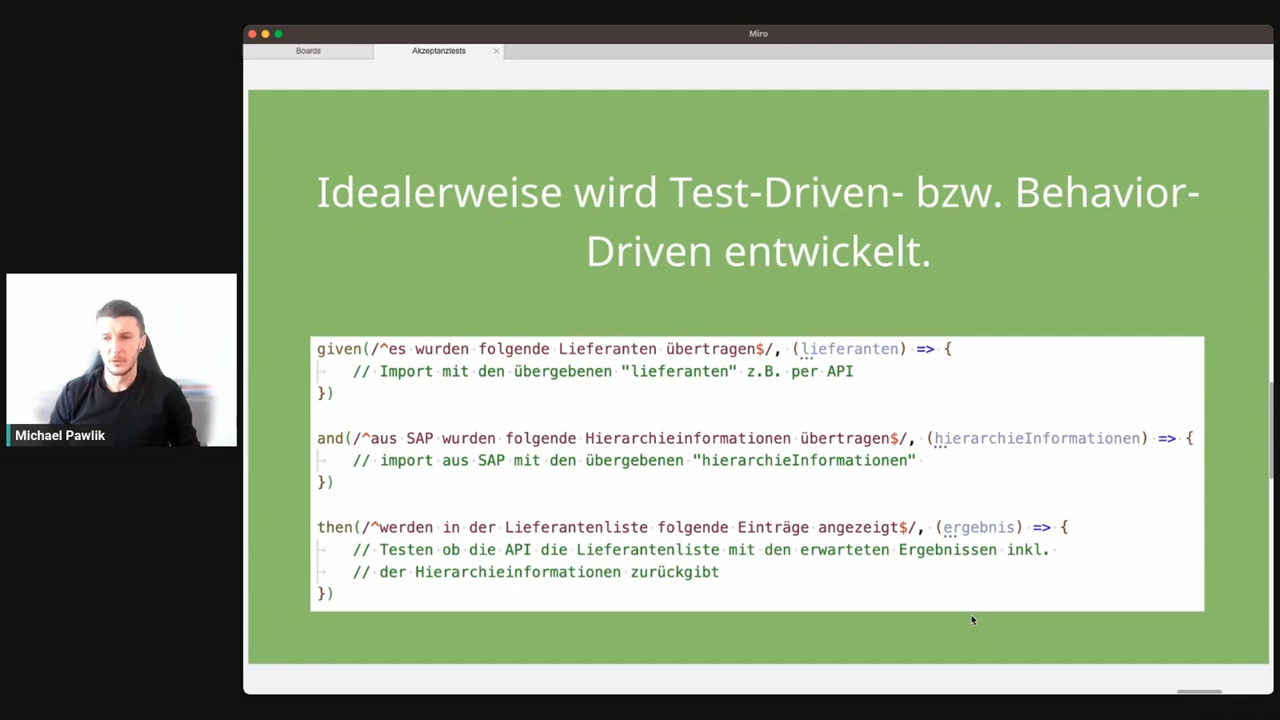 Miro
Boards
Akzeptanztests
Idealerweise wird Test-Driven- bzw. Behavior-
Driven entwickelt.
given(/^es wurden folgende Lieferanten übertragen$/, (lieferanten) => {
// Import mit den übergebenen "lieferanten" z.B. per API
})
and(/^aus SAP wurden folgende Hierarchieinformationen übertragen$/, (hierarchieInformationen) => {
// import aus SAP mit den übergebenen "hierarchieInformationen"
})
then(/^werden in der Lieferantenliste folgende Einträge angezeigt$/, (ergebnis) => {
// Testen ob die API die Lieferantenliste mit den erwarteten Ergebnissen inkl.
// der Hierarchieinformationen zurückgibt
})
Michael Pawlik